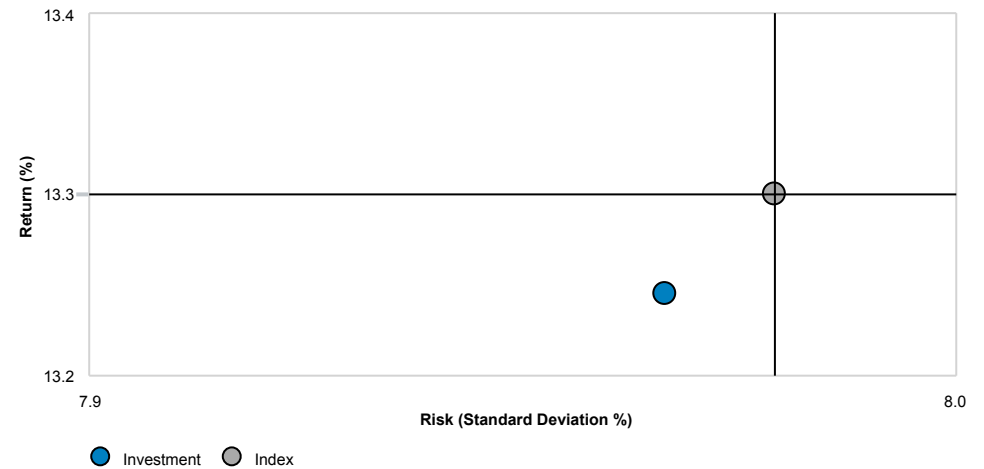 13.4
Return (%)
13.3
13.2
7.9
8.0
Risk (Standard Deviation %)
Investment
Index